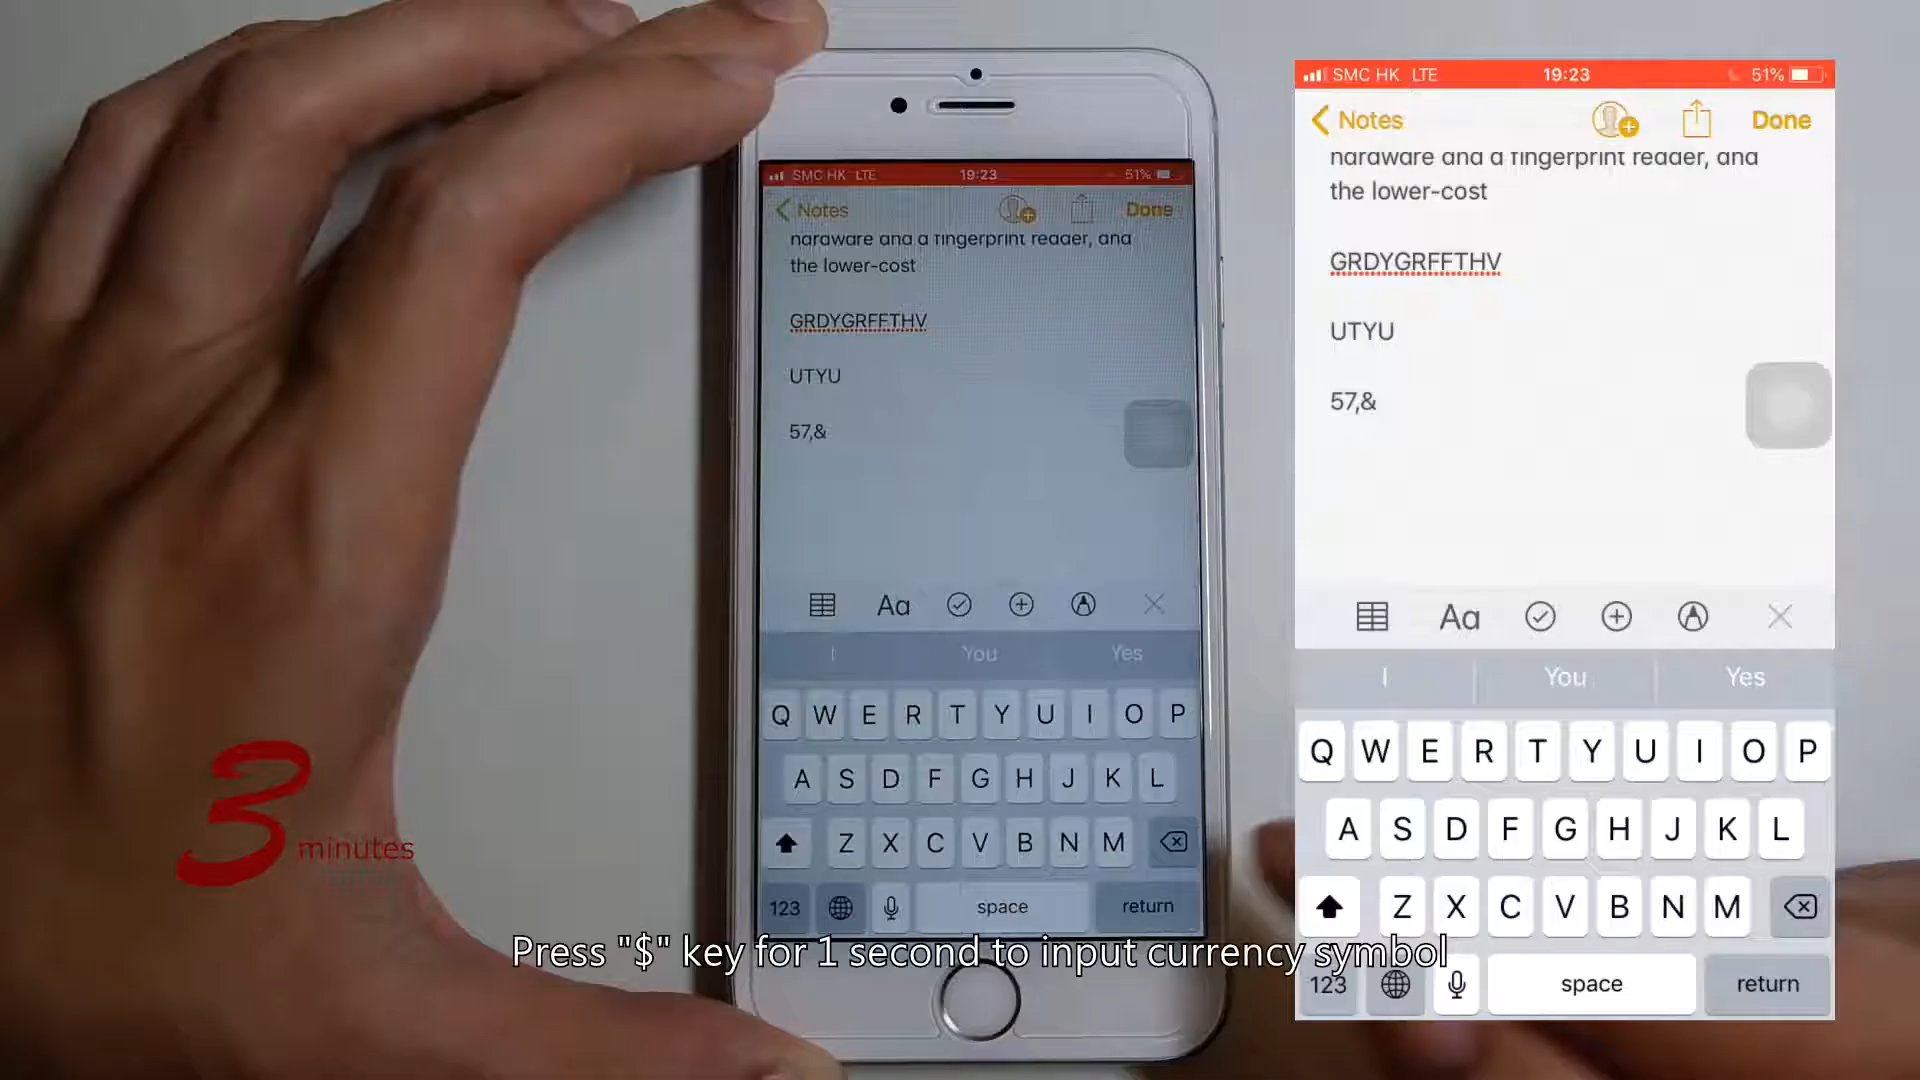 SMC HK LTE 19:23 51%
Notes Done
hardware and a fingerprint reader, and
the lower-cost
GRDYGRFFTHV
UTYU
57,&
Aa
I You Yes
Q W E R T Y U I O P
A S D F G H J K L
Z X C V B N M
123 space return
SMC HK LTE 19:23 51%
Notes Done
hardware and a fingerprint reader, and
the lower-cost
GRDYGRFFTHV
UTYU
57,&
Aa
I You Yes
Q W E R T Y U I O P
A S D F G H J K L
Z X C V B N M
123 space return
3 minutes
Press "$" key for 1 second to input currency symbol